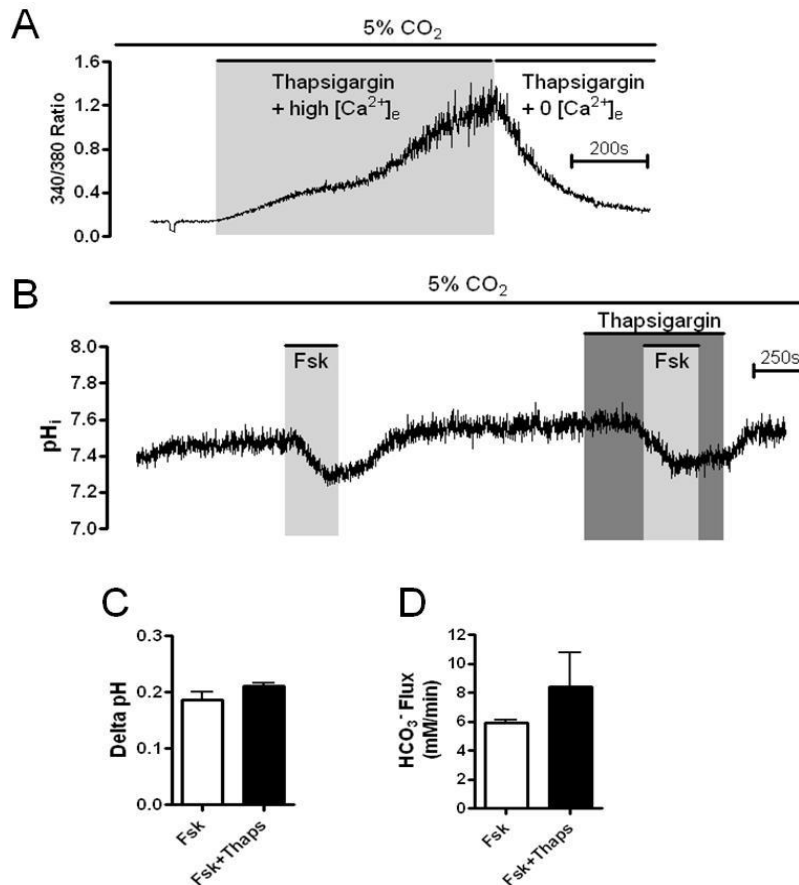 A
5% CO₂
1.6
1.2
0.8
0.4
0.0
340/380 Ratio
Thapsigargin
+ high [Ca²⁺]ₑ
Thapsigargin
+ 0 [Ca²⁺]ₑ
200s
B
5% CO₂
8.0
7.6
7.4
7.2
7.0
pHᵢ
Fsk
Thapsigargin
Fsk
250s
C
0.3
0.2
0.1
0.0
Delta pH
Fsk
Fsk+Thaps
D
12
10
8
6
4
2
0
HCO₃⁻ Flux
(mM/min)
Fsk
Fsk+Thaps